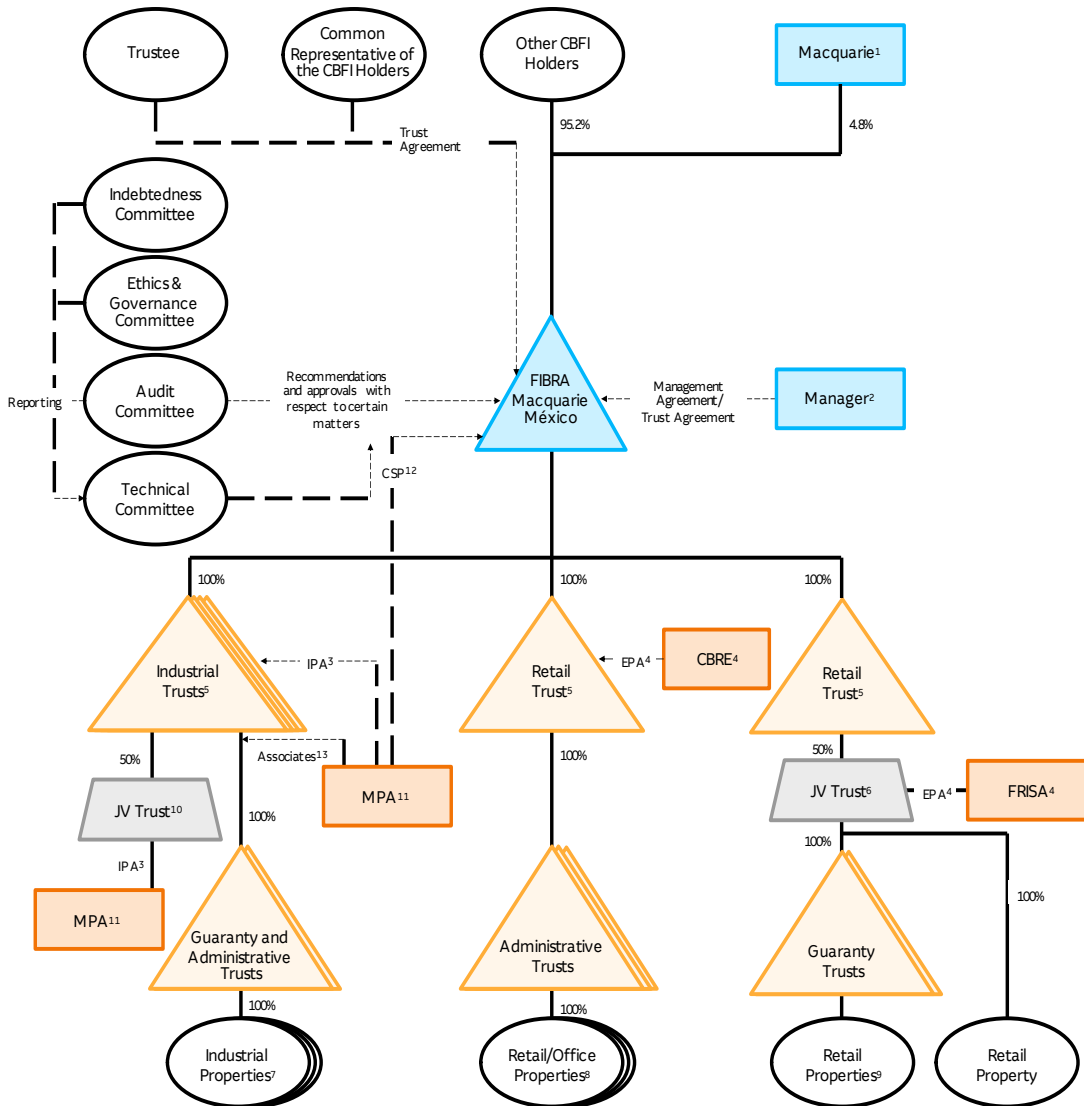 Trustee
Common
Representative of
the CBFI Holders
Other CBFI
Holders
Macquarie¹
95.2%
4.8%
Trust
Agreement
Indebtedness
Committee
Ethics &
Governance
Committee
Reporting
Audit
Committee
Recommendations
and approvals with
respect to certain
matters
FIBRA
Macquarie
México
Management
Agreement/
Trust Agreement
Manager²
Technical
Committee
CSP¹²
100%
100%
100%
Industrial
Trusts⁵
IPA³
Retail
Trust⁵
EPA⁴
CBRE⁴
Retail
Trust⁵
50%
Associates¹³
100%
50%
JV Trust¹⁰
MPA¹¹
JV Trust⁶
EPA⁴
FRISA⁴
100%
100%
IPA³
100%
MPA¹¹
Guaranty and
Administrative
Trusts
Administrative
Trusts
Guaranty
Trusts
100%
100%
Industrial
Properties⁷
Retail/Office
Properties⁸
Retail
Properties⁹
Retail
Property